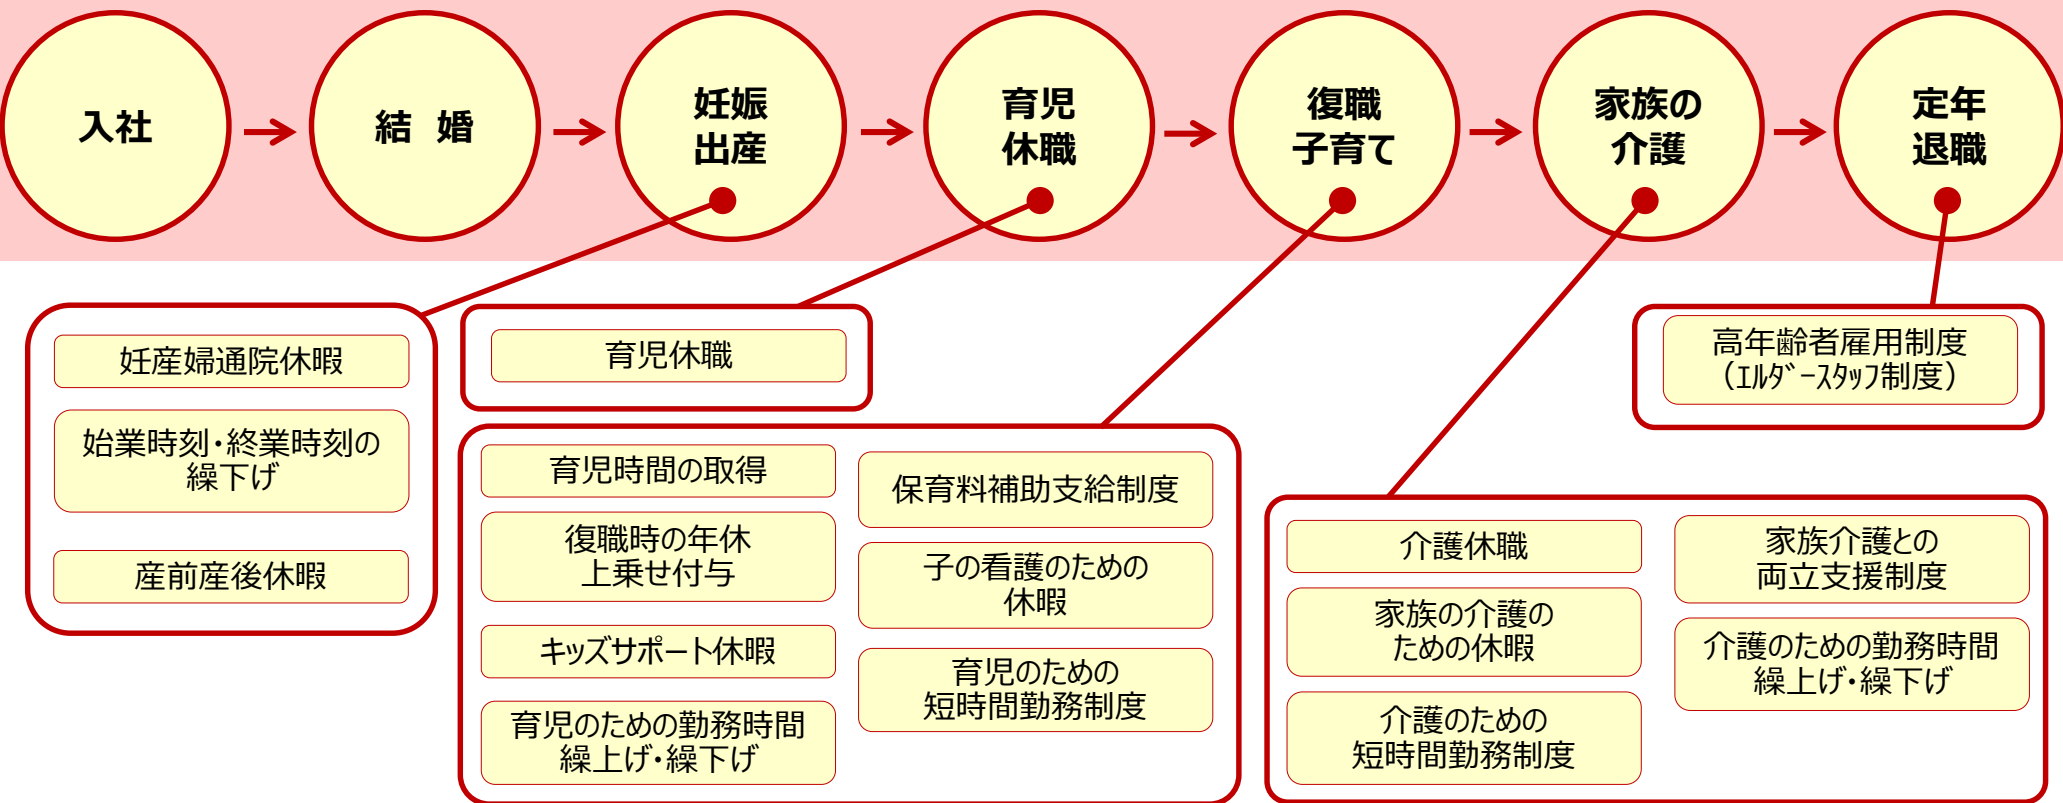 入社
結 婚
妊娠
出産
育児
休職
復職
子育て
家族の
介護
定年
退職
妊産婦通院休暇
始業時刻・終業時刻の
繰下げ
産前産後休暇
育児休職
育児時間の取得
復職時の年休
上乗せ付与
キッズサポート休暇
育児のための勤務時間
繰上げ・繰下げ
保育料補助支給制度
子の看護のための
休暇
育児のための
短時間勤務制度
介護休職
家族の介護の
ための休暇
介護のための
短時間勤務制度
家族介護との
両立支援制度
介護のための勤務時間
繰上げ・繰下げ
高年齢者雇用制度
（ｴﾙﾀﾞｰｽﾀｯﾌ制度）